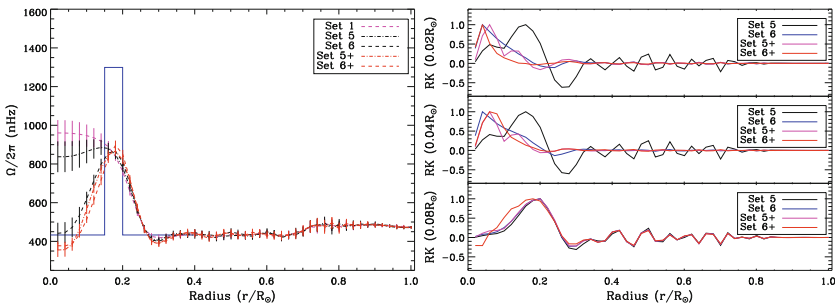 1600
1400
1200
1000
800
600
400
Ω/2π (nHz)
0.0 0.2 0.4 0.6 0.8 1.0
Radius (r/R⊙)
Set 1
Set 5
Set 6
Set 5+
Set 6+
RK (0.02R⊙)
1.0
0.5
0.0
-0.5
Set 5
Set 6
Set 5+
Set 6+
RK (0.04R⊙)
1.0
0.5
0.0
-0.5
Set 5
Set 6
Set 5+
Set 6+
RK (0.08R⊙)
1.0
0.5
0.0
-0.5
Set 5
Set 6
Set 5+
Set 6+
0.0 0.2 0.4 0.6 0.8 1.0
Radius (r/R⊙)